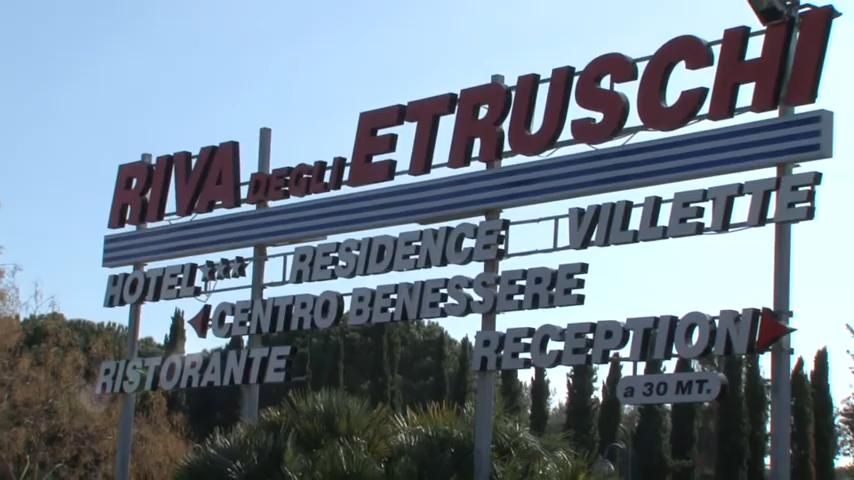 RIVA DEGLI ETRUSCHI
HOTEL**** RESIDENCE VILLETTE
CENTRO BENESSERE
RISTORANTE RECEPTION
a 30 MT.